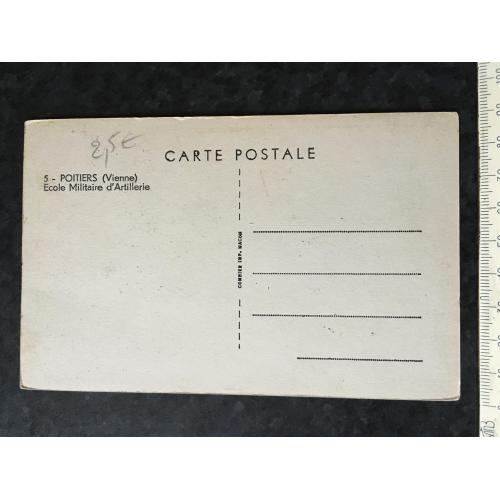 2,5€
CARTE POSTALE
5 - POITIERS (Vienne)
Ecole Militaire d'Artillerie
COMBIER IMP. MACON